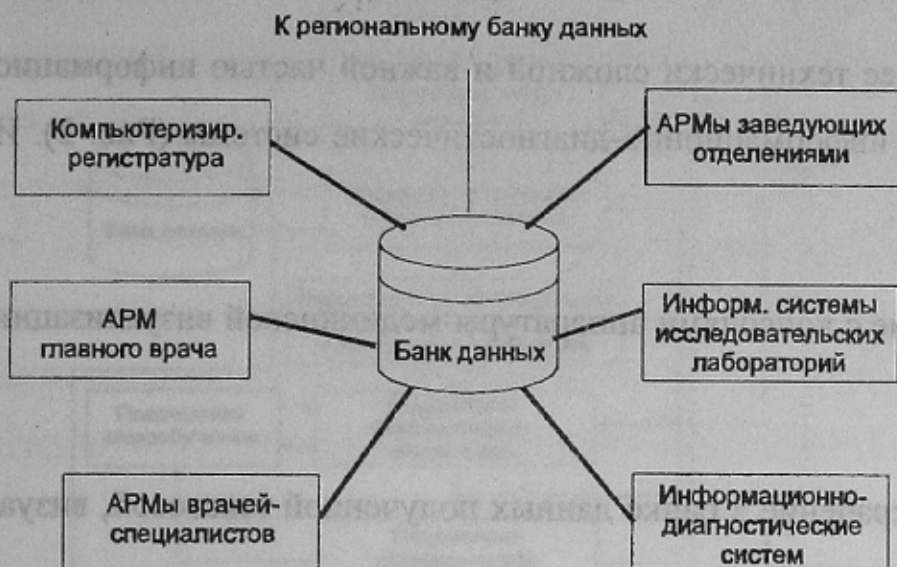 К региональному банку данных
Компьютеризир.
регистратура
АРМы заведующих
отделениями
АРМ
главного врача
Банк данных
Информ. системы
исследовательских
лабораторий
АРМы врачей-
специалистов
Информационно-
диагностические
систем